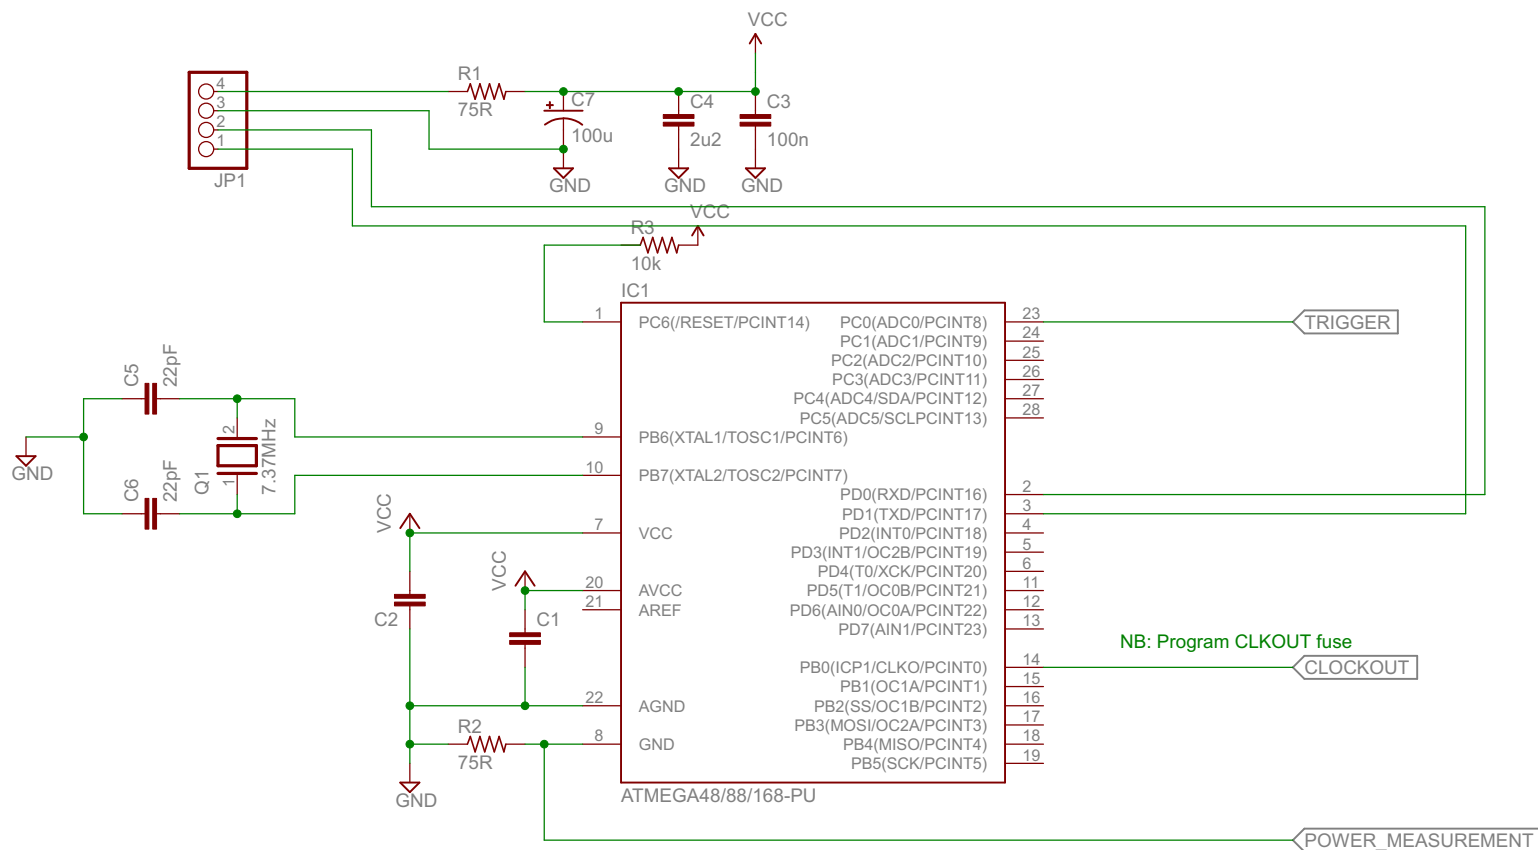 VCC
R1
75R
C7
100u
C4
2u2
C3
100n
4
3
2
1
JP1
GND
GND
GND
VCC
R3
10k
IC1
1 PC6(/RESET/PCINT14)
PC0(ADC0/PCINT8) 23
TRIGGER
PC1(ADC1/PCINT9) 24
PC2(ADC2/PCINT10) 25
PC3(ADC3/PCINT11) 26
PC4(ADC4/SDA/PCINT12) 27
PC5(ADC5/SCLPCINT13) 28
C5
22pF
9 PB6(XTAL1/TOSC1/PCINT6)
GND
2
1
Q1
7.37MHz
10 PB7(XTAL2/TOSC2/PCINT7)
C6
22pF
PD0(RXD/PCINT16) 2
PD1(TXD/PCINT17) 3
PD2(INT0/PCINT18) 4
PD3(INT1/OC2B/PCINT19) 5
PD4(T0/XCK/PCINT20) 6
PD5(T1/OC0B/PCINT21) 11
PD6(AIN0/OC0A/PCINT22) 12
PD7(AIN1/PCINT23) 13
VCC
7 VCC
VCC
20 AVCC
21 AREF
C2
C1
NB: Program CLKOUT fuse
PB0(ICP1/CLKO/PCINT0) 14
CLOCKOUT
PB1(OC1A/PCINT1) 15
PB2(SS/OC1B/PCINT2) 16
PB3(MOSI/OC2A/PCINT3) 17
PB4(MISO/PCINT4) 18
PB5(SCK/PCINT5) 19
22 AGND
R2
75R
8 GND
GND
ATMEGA48/88/168-PU
POWER_MEASUREMENT